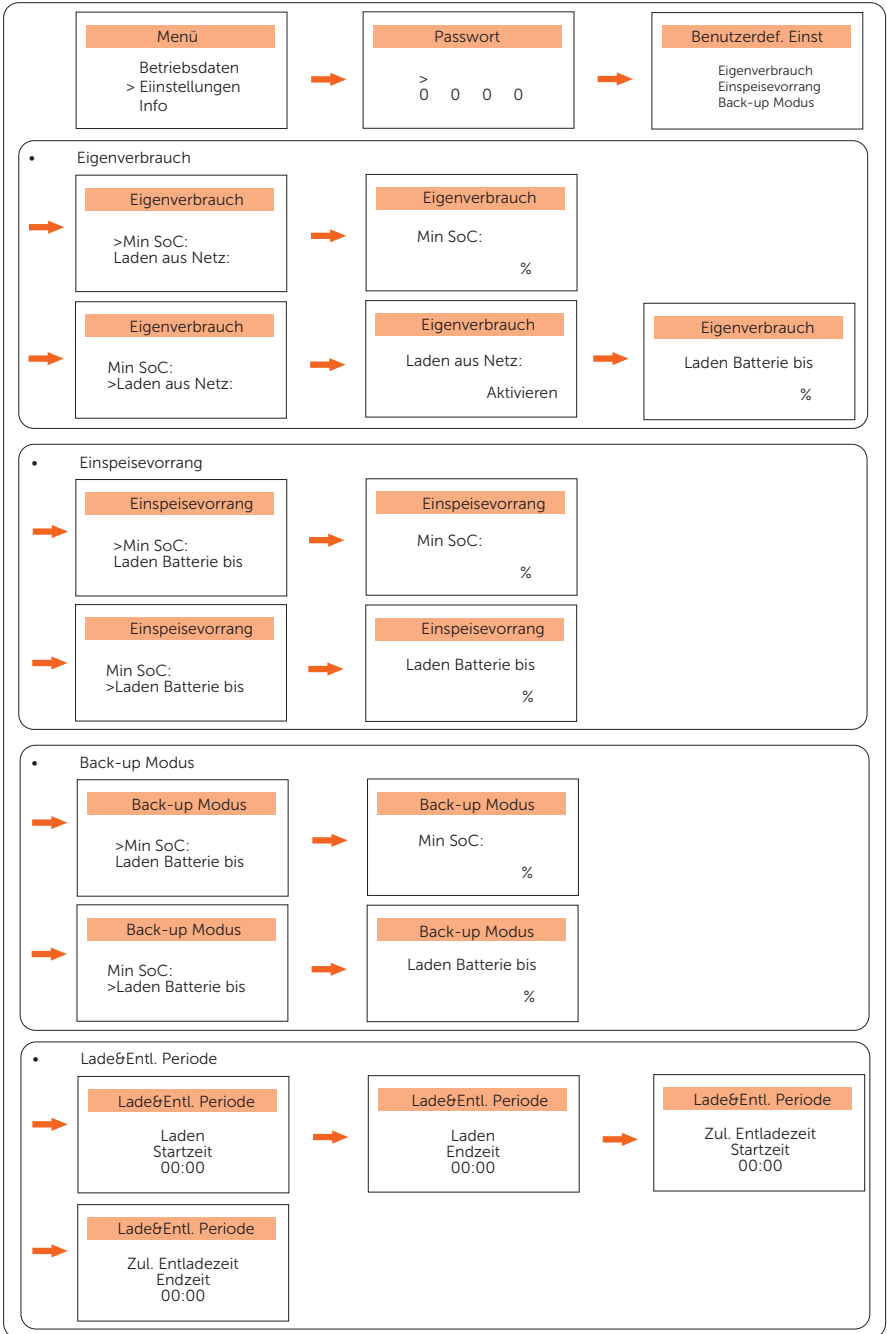 Menü
Betriebsdaten
> Eiinstellungen
Info
Passwort
>
0 0 0 0
Benutzerdef. Einst
Eigenverbrauch
Einspeisevorrang
Back-up Modus
• Eigenverbrauch
Eigenverbrauch
>Min SoC:
Laden aus Netz:
Eigenverbrauch
Min SoC:
%
Eigenverbrauch
Min SoC:
>Laden aus Netz:
Eigenverbrauch
Laden aus Netz:
Aktivieren
Eigenverbrauch
Laden Batterie bis
%
• Einspeisevorrang
Einspeisevorrang
>Min SoC:
Laden Batterie bis
Einspeisevorrang
Min SoC:
%
Einspeisevorrang
Min SoC:
>Laden Batterie bis
Einspeisevorrang
Laden Batterie bis
%
• Back-up Modus
Back-up Modus
>Min SoC:
Laden Batterie bis
Back-up Modus
Min SoC:
%
Back-up Modus
Min SoC:
>Laden Batterie bis
Back-up Modus
Laden Batterie bis
%
• Lade&Entl. Periode
Lade&Entl. Periode
Laden
Startzeit
00:00
Lade&Entl. Periode
Laden
Endzeit
00:00
Lade&Entl. Periode
Zul. Entladezeit
Startzeit
00:00
Lade&Entl. Periode
Zul. Entladezeit
Endzeit
00:00